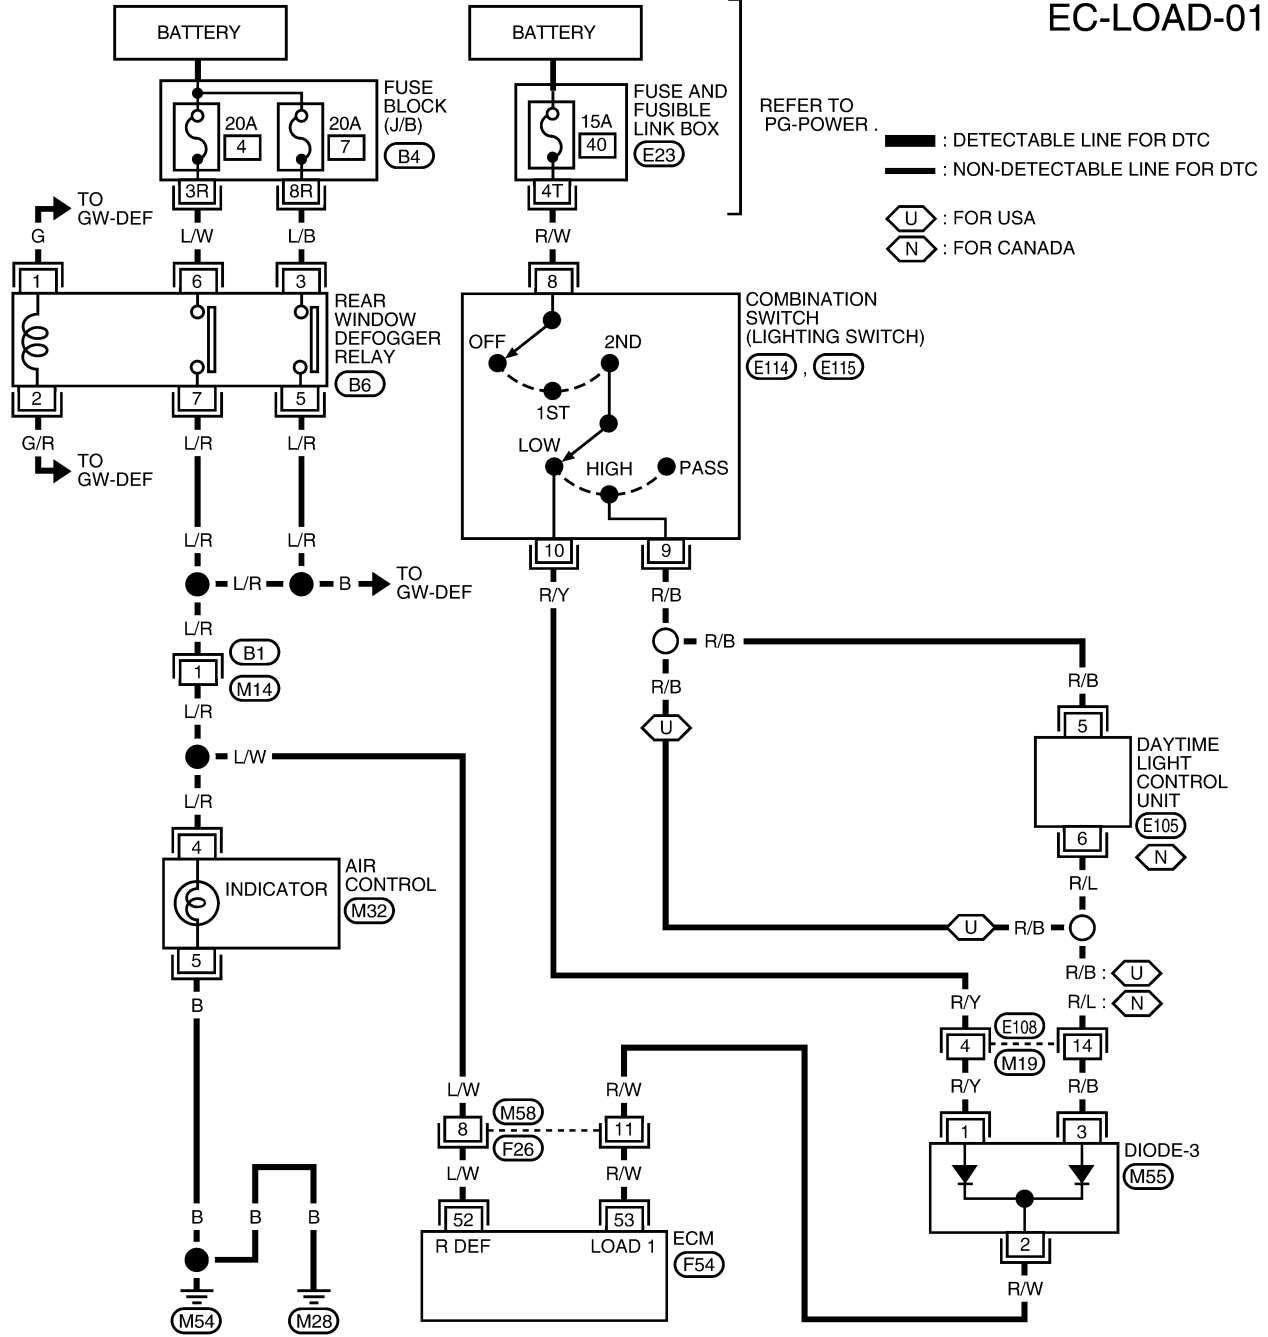 EC-LOAD-01
BATTERY
BATTERY
FUSE
BLOCK
(J/B)
B4
20A
4
20A
7
3R
8R
FUSE AND
FUSIBLE
LINK BOX
E23
15A
40
4T
REFER TO
PG-POWER .
: DETECTABLE LINE FOR DTC
: NON-DETECTABLE LINE FOR DTC
U
: FOR USA
N
: FOR CANADA
TO
GW-DEF
G
L/W
L/B
R/W
1
6
3
8
REAR
WINDOW
DEFOGGER
RELAY
B6
2
7
5
G/R
L/R
L/R
TO
GW-DEF
COMBINATION
SWITCH
(LIGHTING SWITCH)
E114 , E115
OFF
2ND
1ST
LOW
HIGH
PASS
10
9
L/R
L/R
L/R
B
TO
GW-DEF
R/Y
R/B
L/R
R/B
R/B
R/B
1
B1
M14
L/R
U
L/W
5
DAYTIME
LIGHT
CONTROL
UNIT
E105
N
6
L/R
4
INDICATOR
AIR
CONTROL
M32
5
R/L
U
R/B
B
R/B : U
R/L : N
R/Y
4
E108
M19
14
R/Y
R/B
L/W
R/W
8
M58
F26
11
L/W
R/W
1
3
DIODE-3
M55
2
R/W
52
53
R DEF
LOAD 1
ECM
F54
B
B
B
M54
M28